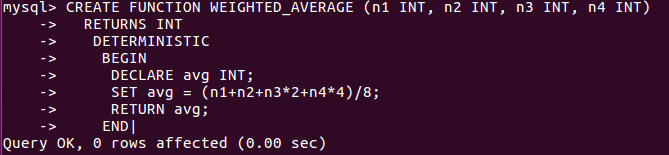 mysql> CREATE FUNCTION WEIGHTED_AVERAGE (n1 INT, n2 INT, n3 INT, n4 INT)
    ->   RETURNS INT
    ->    DETERMINISTIC
    ->     BEGIN
    ->      DECLARE avg INT;
    ->      SET avg = (n1+n2+n3*2+n4*4)/8;
    ->      RETURN avg;
    ->     END|
Query OK, 0 rows affected (0.00 sec)